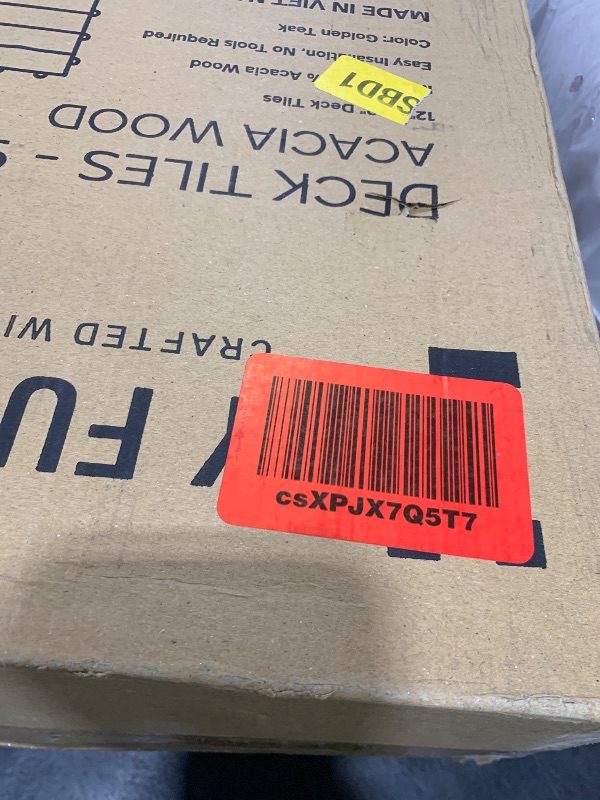 csXPJX7Q5T7
SBD1
FU
CRAFTED
DECK TILES -
ACACIA WOOD
Deck Tiles
% Acacia Wood
Easy Insallation, No Tools Required
Color: Golden Teak
MADE IN VIET